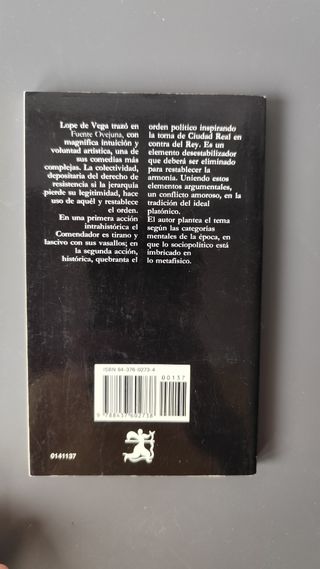 Lope de Vega trazó en
Fuente Ovejuna, con
magnífica intuición y
voluntad artística, una de
sus comedias más
complejas. La colectividad,
depositaria del derecho de
resistencia si la jerarquía
pierde su legitimidad, hace
uso de aquél y restablece
el orden.
En una primera acción
intrahistórica el
Comendador es tirano y
lascivo con sus vasallos; en
la segunda acción,
histórica, quebranta el
orden político inspirando
la toma de Ciudad Real en
contra del Rey. Es un
elemento desestabilizador
que deberá ser eliminado
para restablecer la
armonía. Uniendo estos
elementos argumentales,
un conflicto amoroso, en la
tradición del ideal
platónico.
El autor plantea el tema
según las categorías
mentales de la época, en
que lo sociopolítico está
imbricado en
lo metafísico.
ISBN 84-376-0273-4
00137
9 788437 602738
0141137